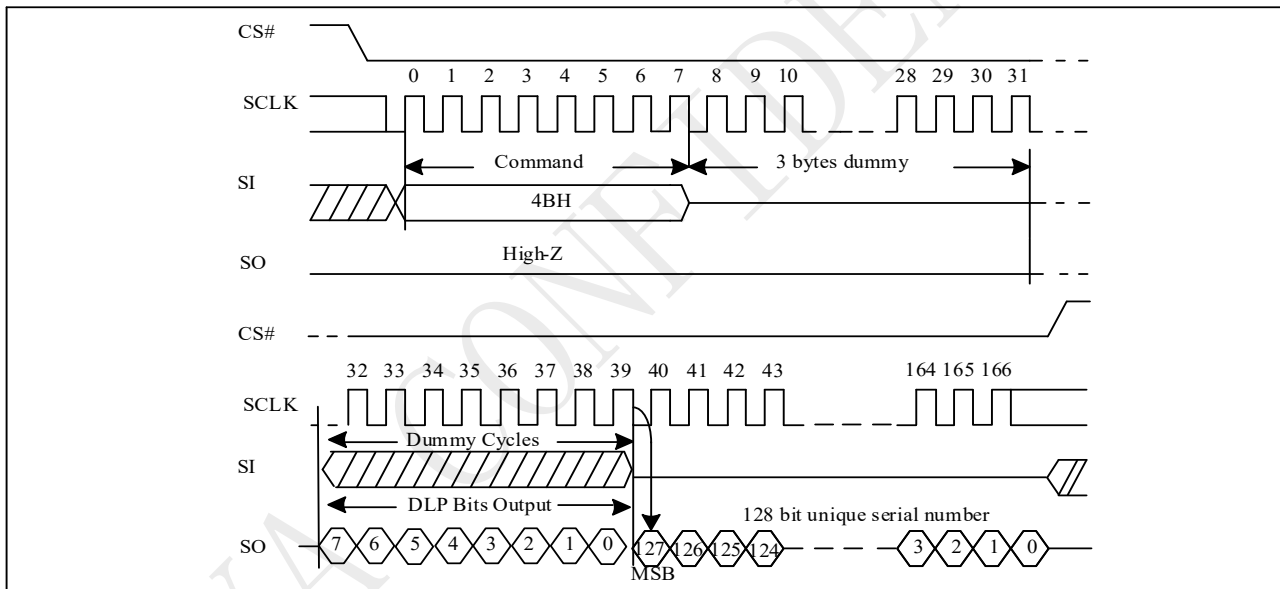 CS#
0 1 2 3 4 5 6 7 8 9 10 28 29 30 31
SCLK
Command 3 bytes dummy
SI
4BH
High-Z
SO
CS#
32 33 34 35 36 37 38 39 40 41 42 43 164 165 166
SCLK
Dummy Cycles
SI
DLP Bits Output
128 bit unique serial number
SO 7 6 5 4 3 2 1 0 127 126 125 124 3 2 1 0
MSB